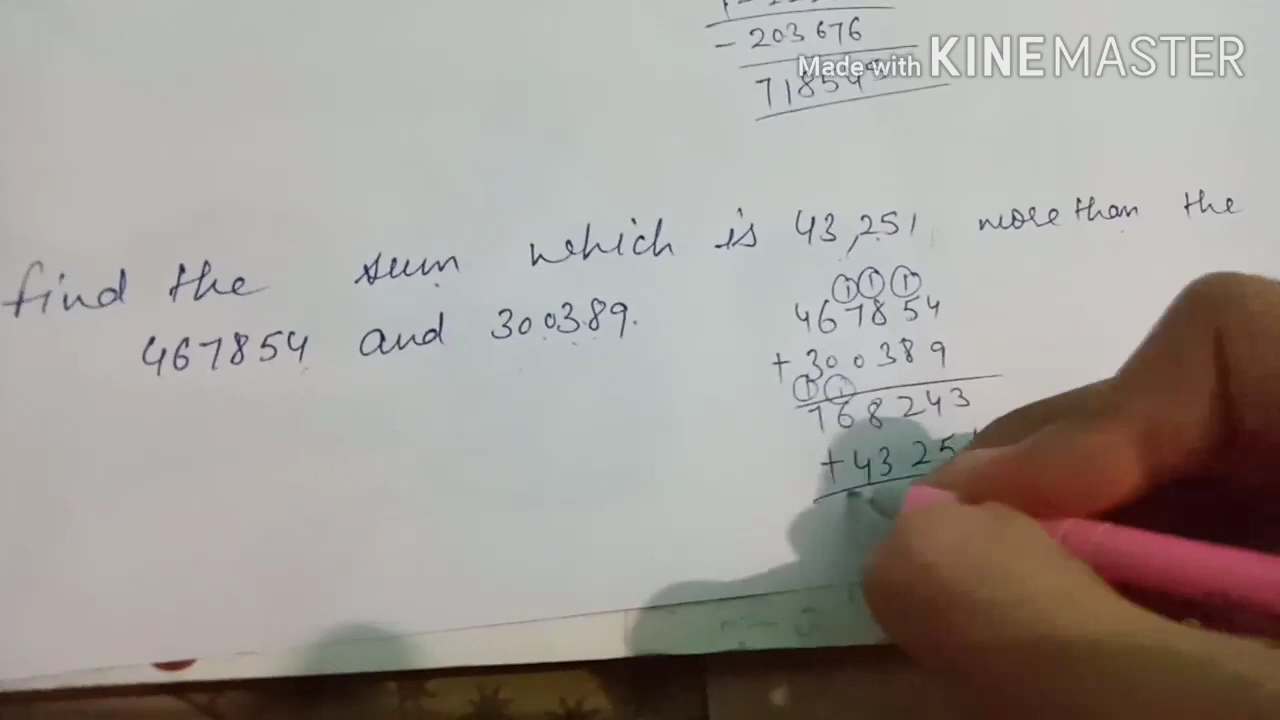 - 203676
Made with KINEMASTER
71854
find the sum which is 43,251 more than the
467854 and 300389.
1 1 1
467854
+ 300389
1 1
768243
+ 4325